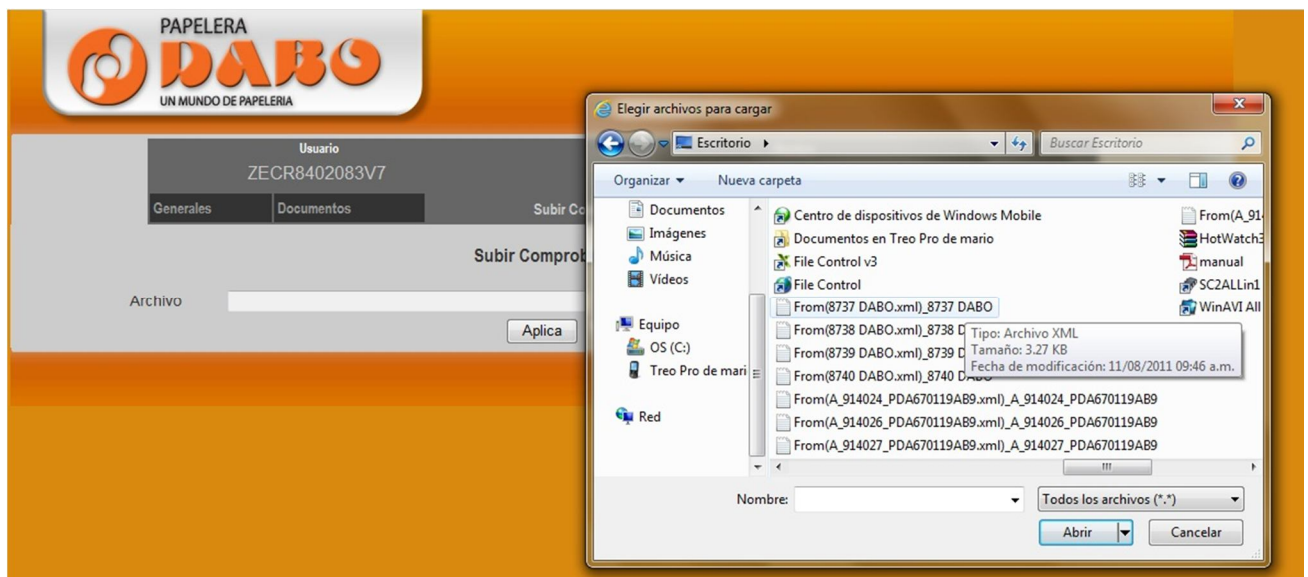 PAPELERA
DABO
UN MUNDO DE PAPELERIA
Usuario
ZECR8402083V7
Generales
Documentos
Subir Co
Subir Comprob
Archivo
Aplica
Elegir archivos para cargar
Escritorio
Buscar Escritorio
Organizar
Nueva carpeta
Documentos
Imágenes
Música
Vídeos
Equipo
OS (C:)
Treo Pro de mari
Red
Centro de dispositivos de Windows Mobile
Documentos en Treo Pro de mario
File Control v3
File Control
From(8737 DABO.xml)_8737 DABO
From(8738 DABO.xml)_8738 D
From(8739 DABO.xml)_8739 D
From(8740 DABO.xml)_8740 DABO
From(A_914024_PDA670119AB9.xml)_A_914024_PDA670119AB9
From(A_914026_PDA670119AB9.xml)_A_914026_PDA670119AB9
From(A_914027_PDA670119AB9.xml)_A_914027_PDA670119AB9
From(A_91
HotWatch3
manual
SC2ALLin1
WinAVI All
Tipo: Archivo XML
Tamaño: 3.27 KB
Fecha de modificación: 11/08/2011 09:46 a.m.
Nombre:
Todos los archivos (*.*)
Abrir
Cancelar